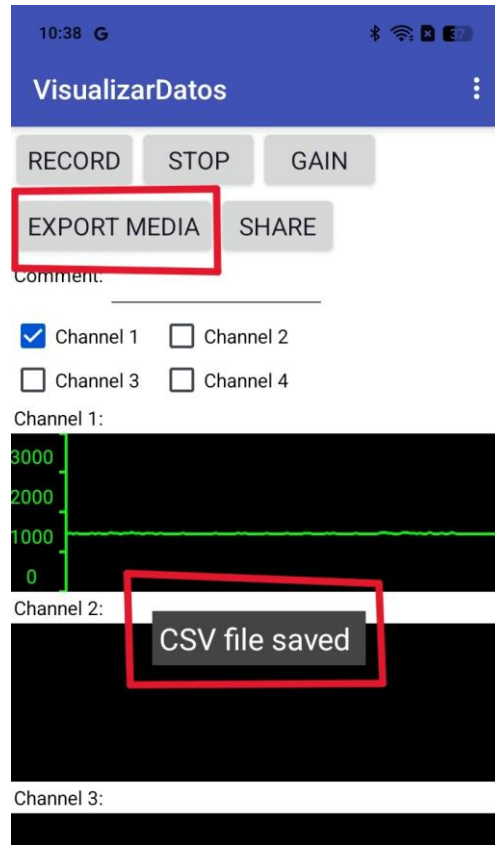 10:38 G
37
VisualizarDatos
RECORD STOP GAIN
EXPORT MEDIA SHARE
Comment:
Channel 1 Channel 2
Channel 3 Channel 4
Channel 1:
3000
2000
1000
0
Channel 2:
CSV file saved
Channel 3: